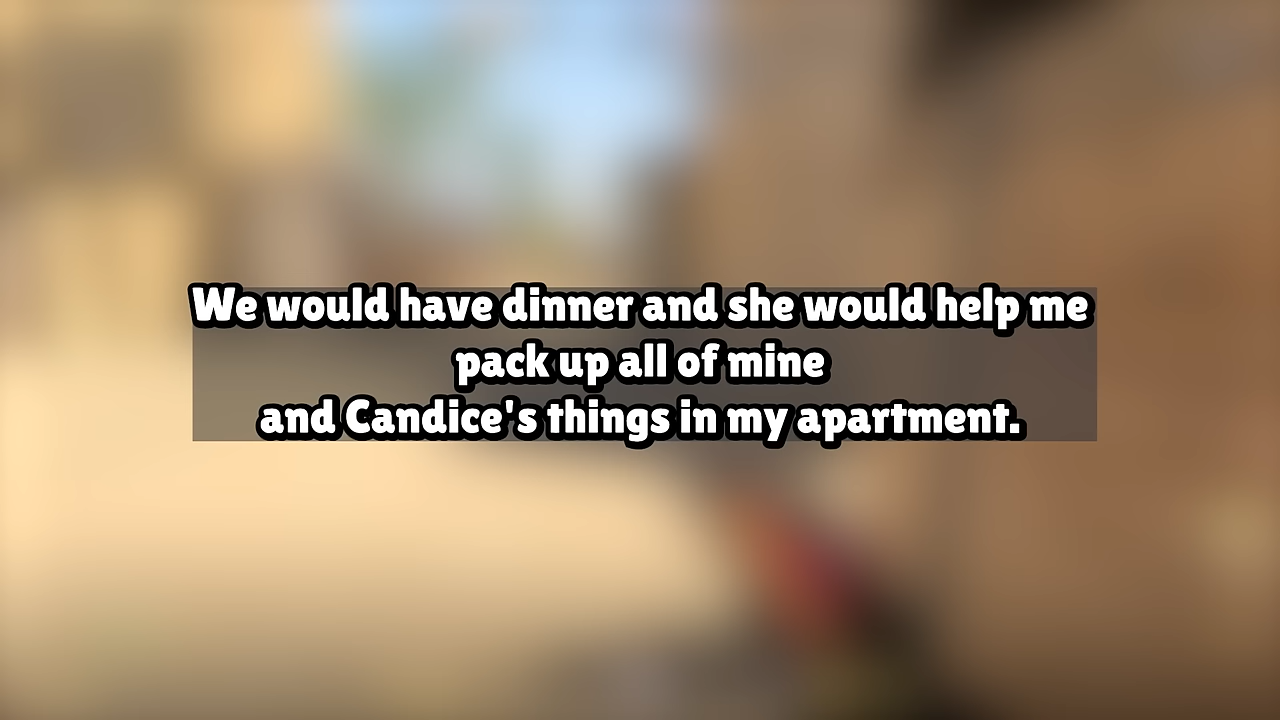 We would have dinner and she would help me
pack up all of mine
and Candice's things in my apartment.